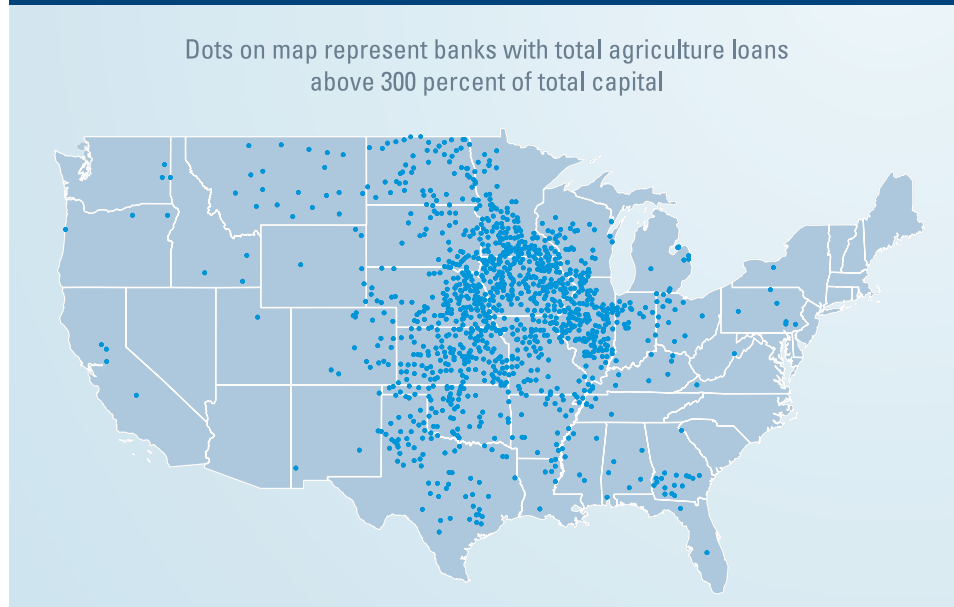 Dots on map represent banks with total agriculture loans
above 300 percent of total capital